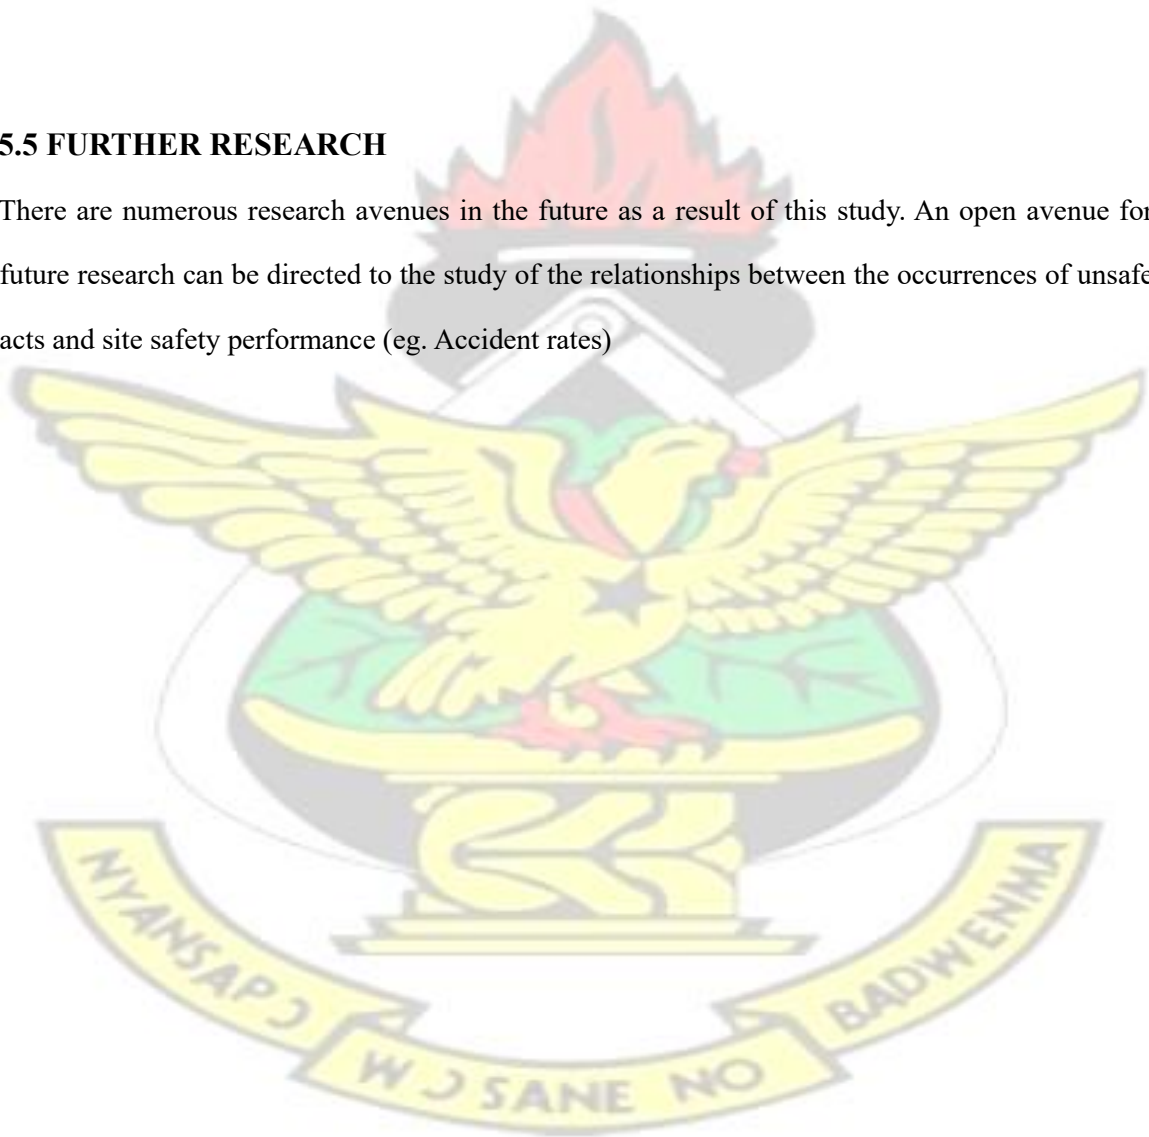 5.5 FURTHER RESEARCH
There are numerous research avenues in the future as a result of this study. An open avenue for
future research can be directed to the study of the relationships between the occurrences of unsafe
acts and site safety performance (eg. Accident rates)
NYANSAPƆ
WƆSANE NO
BADWENMA